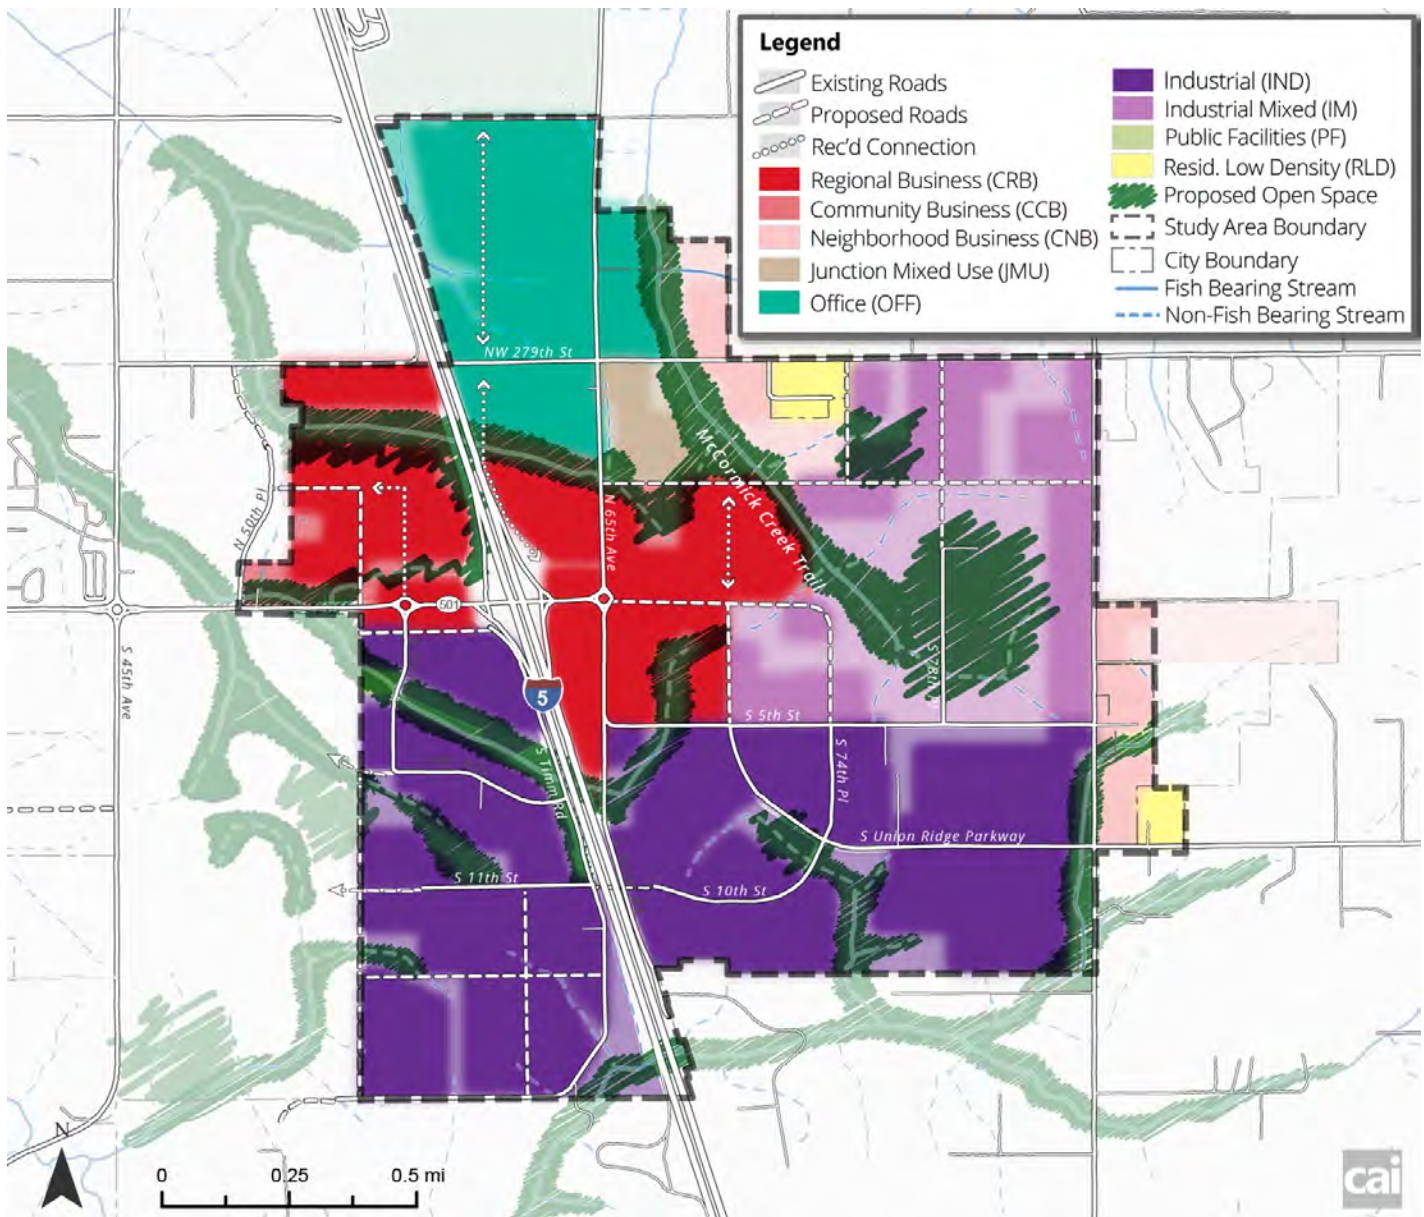 Legend
Existing Roads
Proposed Roads
Rec'd Connection
Regional Business (CRB)
Community Business (CCB)
Neighborhood Business (CNB)
Junction Mixed Use (JMU)
Office (OFF)
Industrial (IND)
Industrial Mixed (IM)
Public Facilities (PF)
Resid. Low Density (RLD)
Proposed Open Space
Study Area Boundary
City Boundary
Fish Bearing Stream
Non-Fish Bearing Stream
NW 279th St
McCormick Creek Trail
N 50th Pl
N 65th Ave
501
S 45th Ave
5
S 78th Pl
S 5th St
S Timm Rd
S 74th Pl
S Union Ridge Parkway
S 11th St
S 10th St
N
0 0.25 0.5 mi
cai